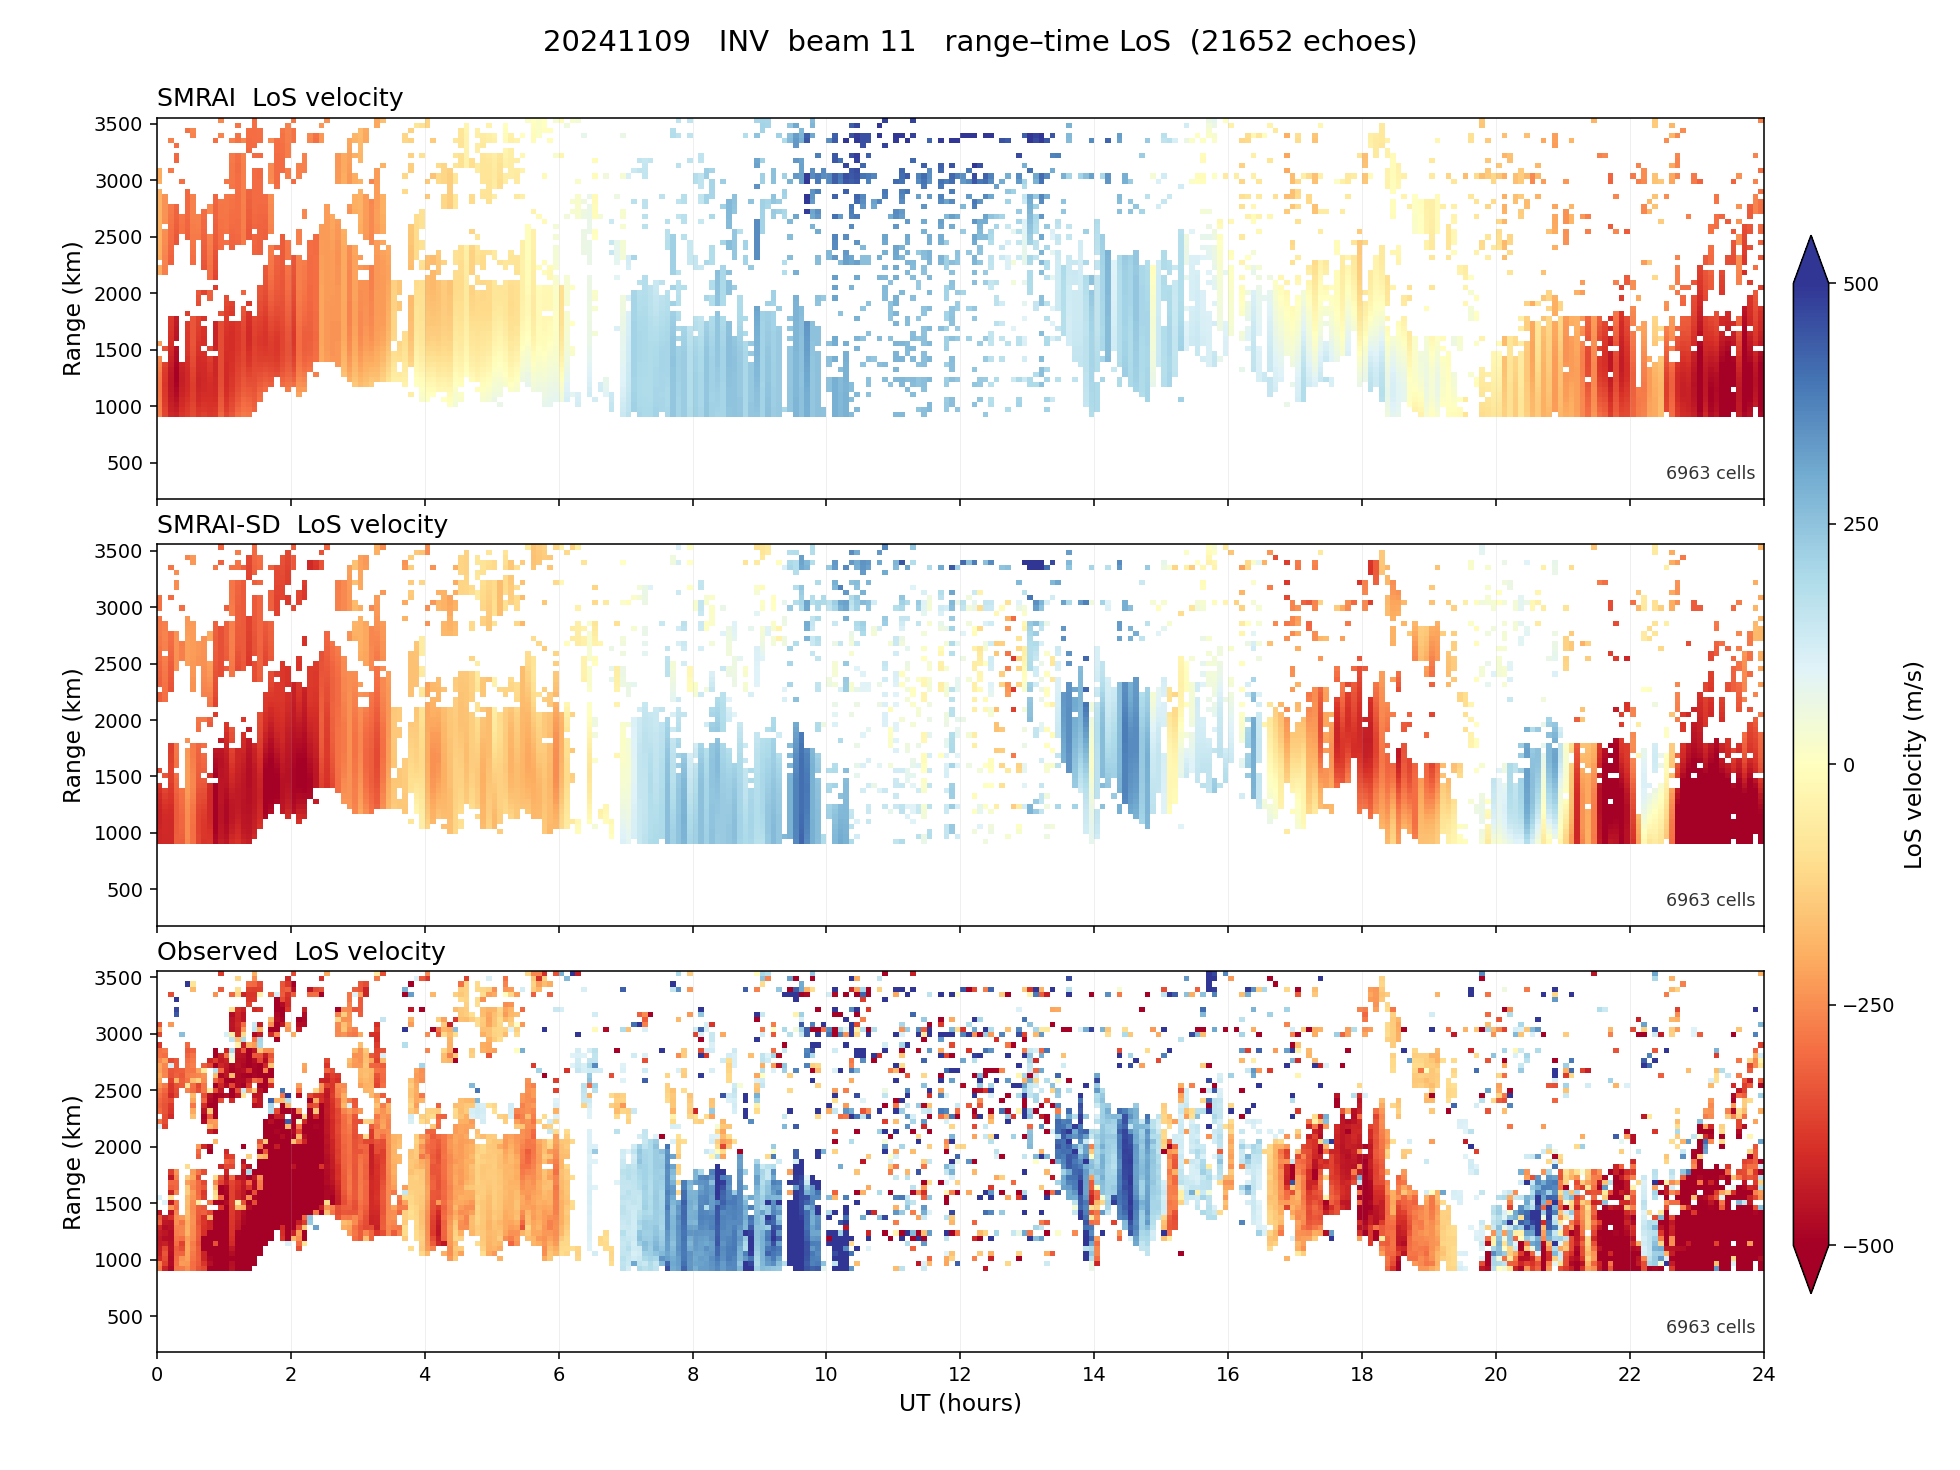 20241109   INV  beam 11   range–time LoS  (21652 echoes)
SMRAI  LoS velocity
3500
3000
2500
2000
1500
1000
500
Range (km)
6963 cells
SMRAI-SD  LoS velocity
3500
3000
2500
2000
1500
1000
500
Range (km)
6963 cells
Observed  LoS velocity
3500
3000
2500
2000
1500
1000
500
Range (km)
6963 cells
0 2 4 6 8 10 12 14 16 18 20 22 24
UT (hours)
500
250
0
−250
−500
LoS velocity (m/s)